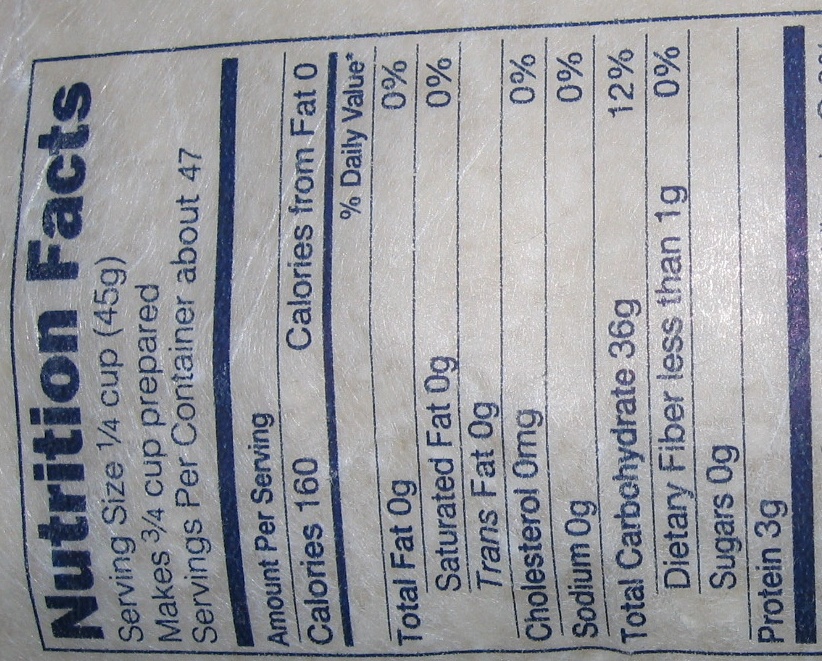 Nutrition Facts
Serving Size 1/4 cup (45g)
Makes 3/4 cup prepared
Servings Per Container about 47
Amount Per Serving
Calories 160 Calories from Fat 0
% Daily Value*
Total Fat 0g 0%
Saturated Fat 0g 0%
Trans Fat 0g
Cholesterol 0mg 0%
Sodium 0g 0%
Total Carbohydrate 36g 12%
Dietary Fiber less than 1g 0%
Sugars 0g
Protein 3g